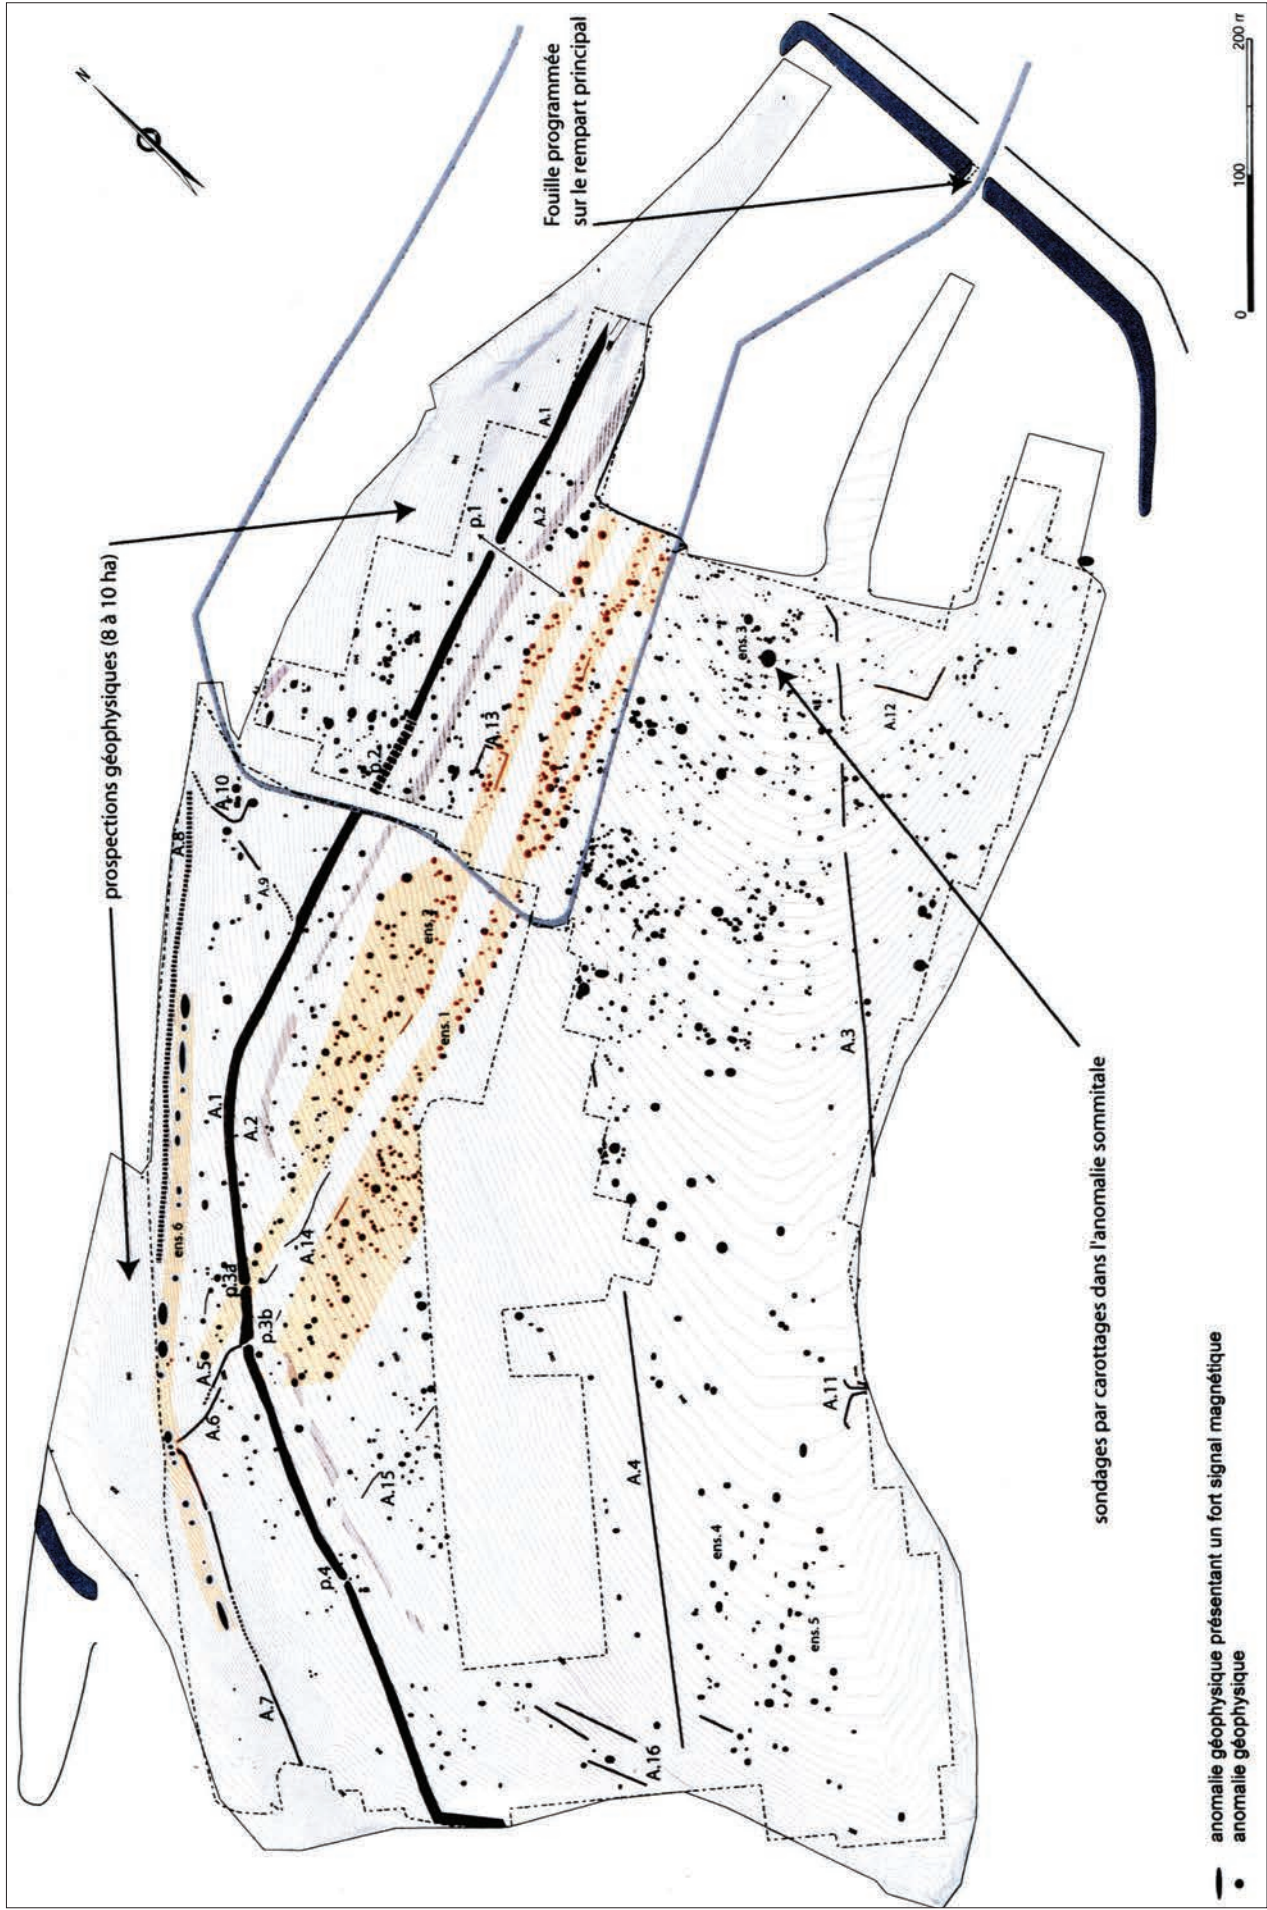 N
Fouille programmée
sur le rempart principal
prospections géophysiques (8 à 10 ha)
sondages par carottages dans l'anomalie sommitale
A.1
A.2
p.1
p.2
A.13
A.10
A.8
A.9
ens.2
ens.1
ens.3
A.12
A.3
A.1
A.2
ens.6
p.3a
p.3b
A.14
A.5
A.6
A.15
A.4
A.11
ens.4
ens.5
p.4
A.7
A.16
0
100
200 m
anomalie géophysique présentant un fort signal magnétique
anomalie géophysique